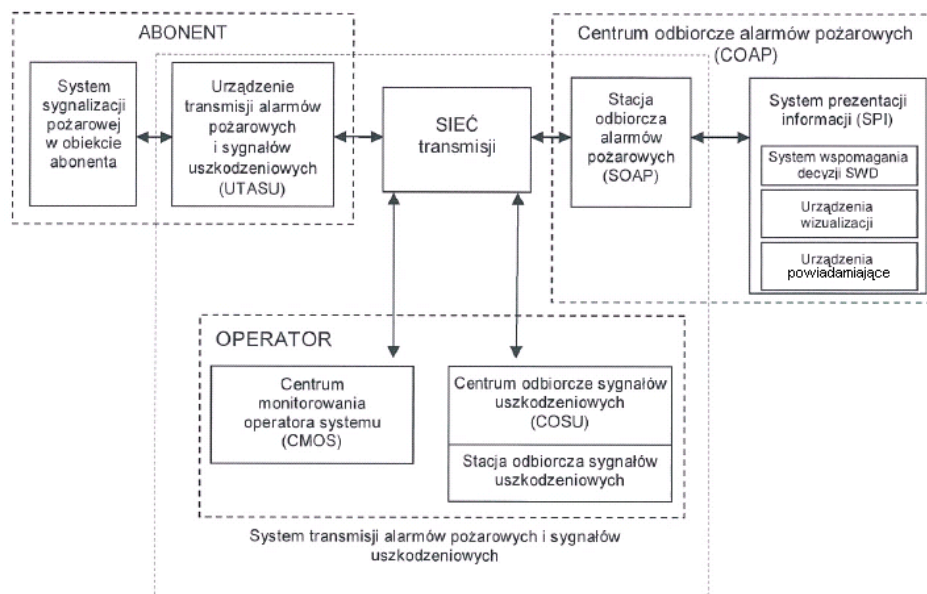 ABONENT
System
sygnalizacji
pożarowej
w obiekcie
abonenta
Urządzenie
transmisji alarmów
pożarowych
i sygnałów
uszkodzeniowych
(UTASU)
SIEĆ
transmisji
Centrum odbiorcze alarmów pożarowych
(COAP)
Stacja
odbiorcza
alarmów
pożarowych
(SOAP)
System prezentacji
informacji (SPI)
System wspomagania
decyzji SWD
Urządzenia
wizualizacji
Urządzenia
powiadamiające
OPERATOR
Centrum
monitorowania
operatora systemu
(CMOS)
Centrum odbiorcze sygnałów
uszkodzeniowych
(COSU)
Stacja odbiorcza sygnałów
uszkodzeniowych
System transmisji alarmów pożarowych i sygnałów
uszkodzeniowych